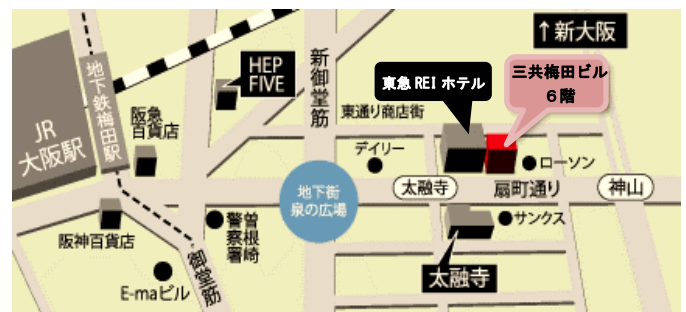 ↑新大阪
HEP
FIVE
新御堂筋
東急REIホテル
三共梅田ビル
6階
地下鉄梅田駅
阪急
百貨店
東通り商店街
JR
大阪駅
デイリー
ローソン
地下街
泉の広場
太融寺
扇町通り
神山
阪神百貨店
曽根崎
警察署
サンクス
御堂筋
E-maビル
太融寺